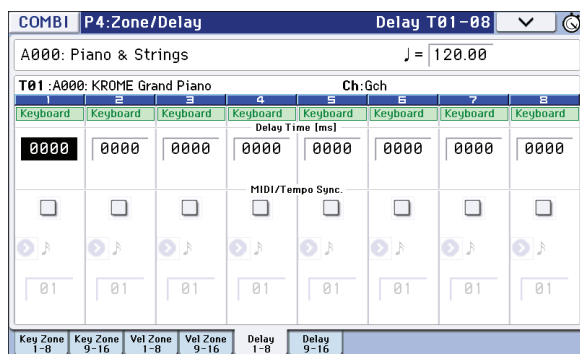 COMBI P4:Zone/Delay Delay T01-08
A000: Piano & Strings ♩= 120.00
T01 :A000: KROME Grand Piano Ch:Gch
1 2 3 4 5 6 7 8
Keyboard Keyboard Keyboard Keyboard Keyboard Keyboard Keyboard Keyboard
Delay Time [ms]
0000 0000 0000 0000 0000 0000 0000 0000
MIDI/Tempo Sync.
01 01 01 01 01 01 01 01
Key Zone 1-8 Key Zone 9-16 Vel Zone 1-8 Vel Zone 9-16 Delay 1-8 Delay 9-16